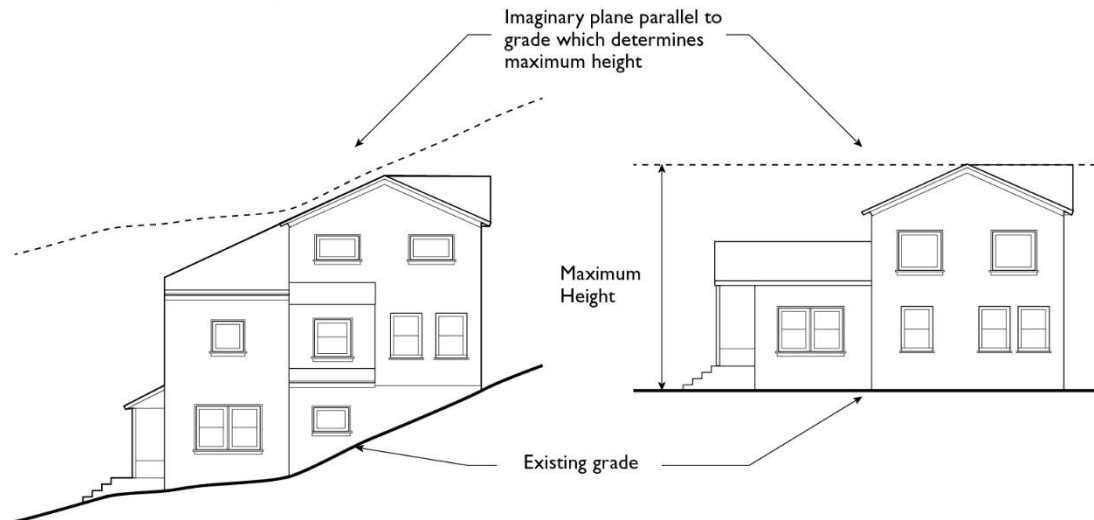 Imaginary plane parallel to
grade which determines
maximum height
Maximum
Height
Existing grade